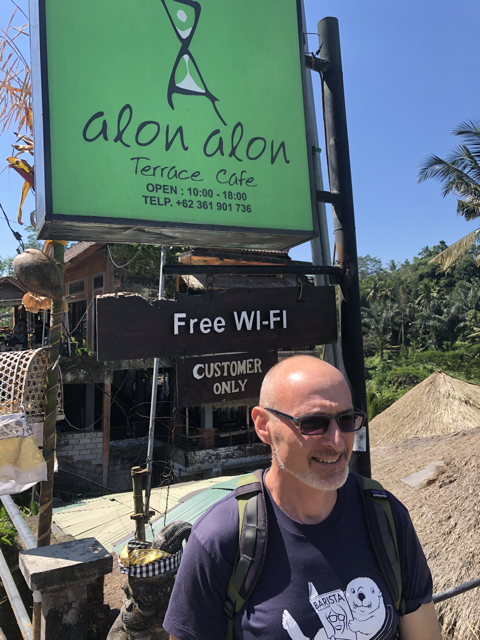 alon alon
Terrace Cafe
OPEN : 10:00 - 18:00
TELP. +62 361 901 736
Free WI-FI
CUSTOMER
ONLY
BARISTA